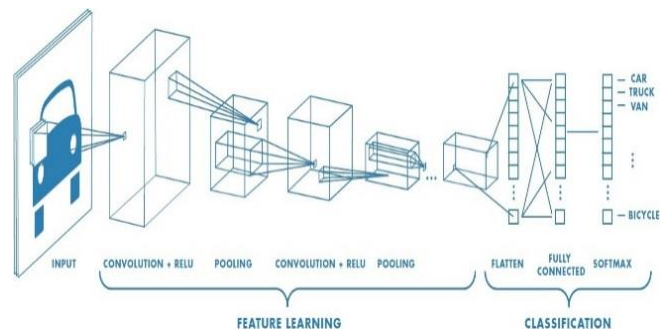 CAR
TRUCK
VAN
BICYCLE
INPUT
CONVOLUTION + RELU
POOLING
CONVOLUTION + RELU
POOLING
FLATTEN
FULLY
CONNECTED
SOFTMAX
FEATURE LEARNING
CLASSIFICATION